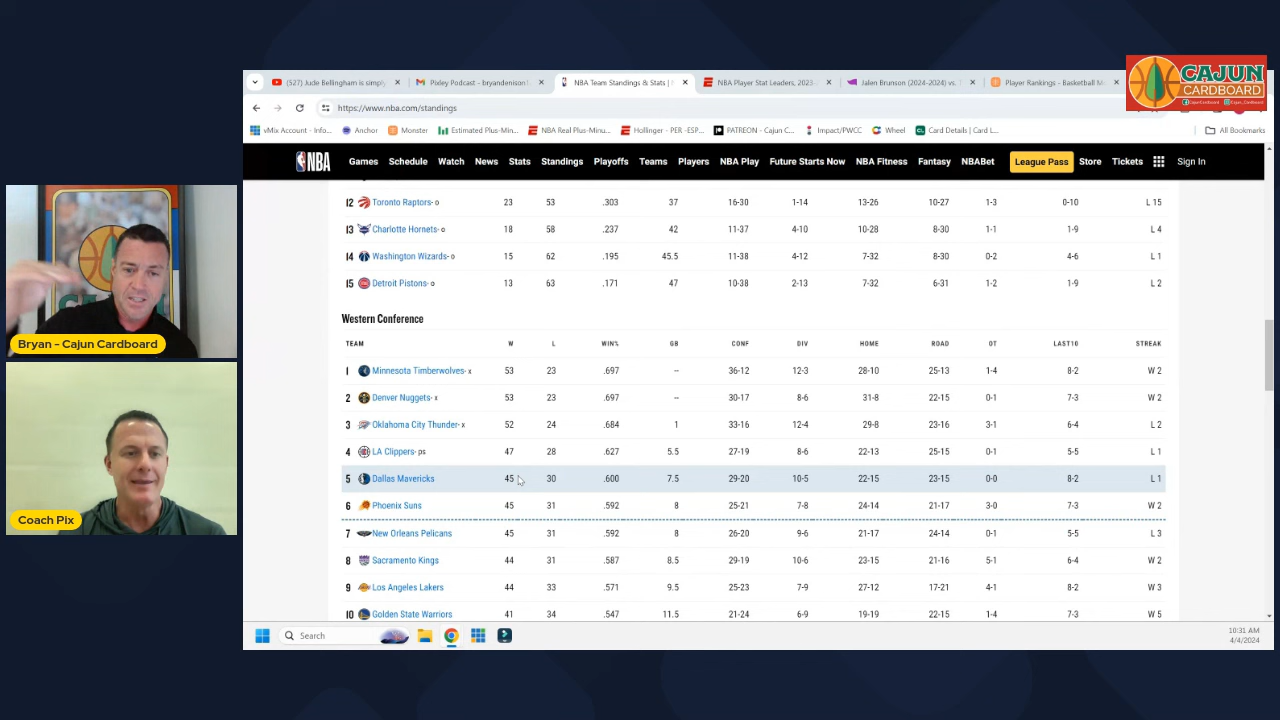 CAJUN
CARDBOARD
CajunCardboard Cajun_Cardboard
(527) Jude Bellingham is simply
Pixley Podcast - bryandenison1
NBA Team Standings & Stats |
NBA Player Stat Leaders, 2023-
Jalen Brunson (2024-2024) vs.
Player Rankings - Basketball M
https://www.nba.com/standings
vMix Account - Info...
Anchor
Monster
Estimated Plus-Min...
NBA Real Plus-Minu...
Hollinger - PER -ESP...
PATREON - Cajun C...
Impact/PWCC
Wheel
Card Details | Card L...
All Bookmarks
NBA Games Schedule Watch News Stats Standings Playoffs Teams Players NBA Play Future Starts Now NBA Fitness Fantasy NBABet League Pass Store Tickets Sign In
12 Toronto Raptors- o 23 53 .303 37 16-30 1-14 13-26 10-27 1-3 0-10 L 15
13 Charlotte Hornets- o 18 58 .237 42 11-37 4-10 10-28 8-30 1-1 1-9 L 4
14 Washington Wizards- o 15 62 .195 45.5 11-38 4-12 7-32 8-30 0-2 4-6 L 1
15 Detroit Pistons- o 13 63 .171 47 10-38 2-13 7-32 6-31 1-2 1-9 L 2
Western Conference
TEAM W L WIN% GB CONF DIV HOME ROAD OT LAST10 STREAK
1 Minnesota Timberwolves- x 53 23 .697 -- 36-12 12-3 28-10 25-13 1-4 8-2 W 2
2 Denver Nuggets- x 53 23 .697 -- 30-17 8-6 31-8 22-15 0-1 7-3 W 2
3 Oklahoma City Thunder- x 52 24 .684 1 33-16 12-4 29-8 23-16 3-1 6-4 L 2
4 LA Clippers- ps 47 28 .627 5.5 27-19 8-6 22-13 25-15 0-1 5-5 L 1
5 Dallas Mavericks 45 30 .600 7.5 29-20 10-5 22-15 23-15 0-0 8-2 L 1
6 Phoenix Suns 45 31 .592 8 25-21 7-8 24-14 21-17 3-0 7-3 W 2
7 New Orleans Pelicans 45 31 .592 8 26-20 9-6 21-17 24-14 0-1 5-5 L 3
8 Sacramento Kings 44 31 .587 8.5 29-19 10-6 23-15 21-16 5-1 6-4 W 2
9 Los Angeles Lakers 44 33 .571 9.5 25-23 7-9 27-12 17-21 4-1 8-2 W 3
10 Golden State Warriors 41 34 .547 11.5 21-24 6-9 19-19 22-15 1-4 7-3 W 5
Bryan - Cajun Cardboard
Coach Pix
Search
10:31 AM
4/4/2024